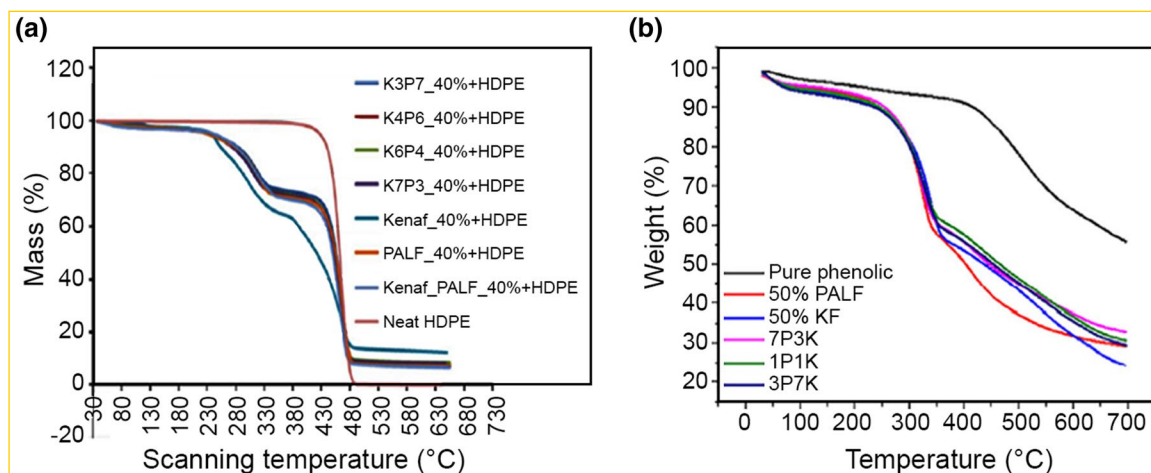 (a)
120
100
80
60
40
20
0
-20
Mass (%)
K3P7_40%+HDPE
K4P6_40%+HDPE
K6P4_40%+HDPE
K7P3_40%+HDPE
Kenaf_40%+HDPE
PALF_40%+HDPE
Kenaf_PALF_40%+HDPE
Neat HDPE
30 80 130 180 230 280 330 380 430 480 530 580 630 680 730
Scanning temperature (°C)
(b)
100
90
80
70
60
50
40
30
20
Weight (%)
Pure phenolic
50% PALF
50% KF
7P3K
1P1K
3P7K
0 100 200 300 400 500 600 700
Temperature (°C)